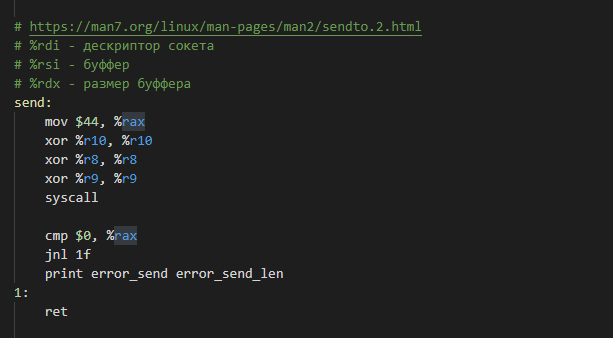 # https://man7.org/linux/man-pages/man2/sendto.2.html
# %rdi - дескриптор сокета
# %rsi - буффер
# %rdx - размер буффера
send:
    mov $44, %rax
    xor %r10, %r10
    xor %r8, %r8
    xor %r9, %r9
    syscall

    cmp $0, %rax
    jnl 1f
    print error_send error_send_len
1:
    ret